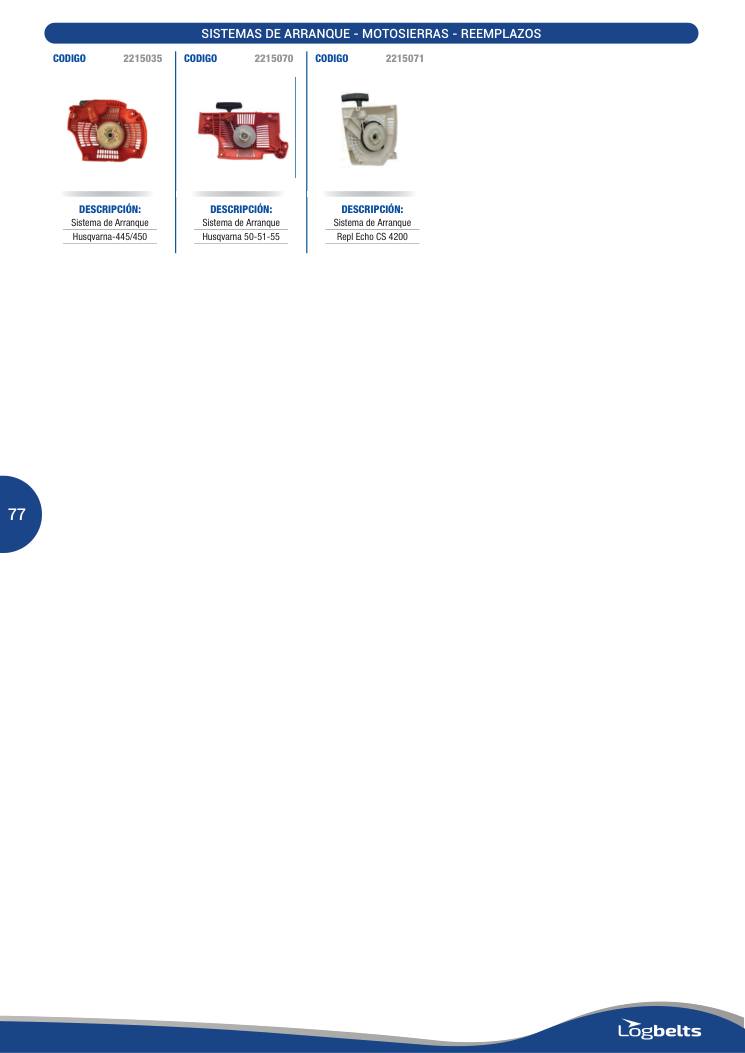 SISTEMAS DE ARRANQUE - MOTOSIERRAS - REEMPLAZOS
CODIGO 2215035
DESCRIPCIÓN:
Sistema de Arranque
Husqvarna-445/450
CODIGO 2215070
DESCRIPCIÓN:
Sistema de Arranque
Husqvarna 50-51-55
CODIGO 2215071
DESCRIPCIÓN:
Sistema de Arranque
Repl Echo CS 4200
77
Logbelts